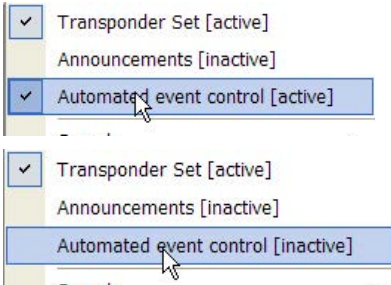 Transponder Set [active]
Announcements [inactive]
Automated event control [active]
Transponder Set [active]
Announcements [inactive]
Automated event control [inactive]